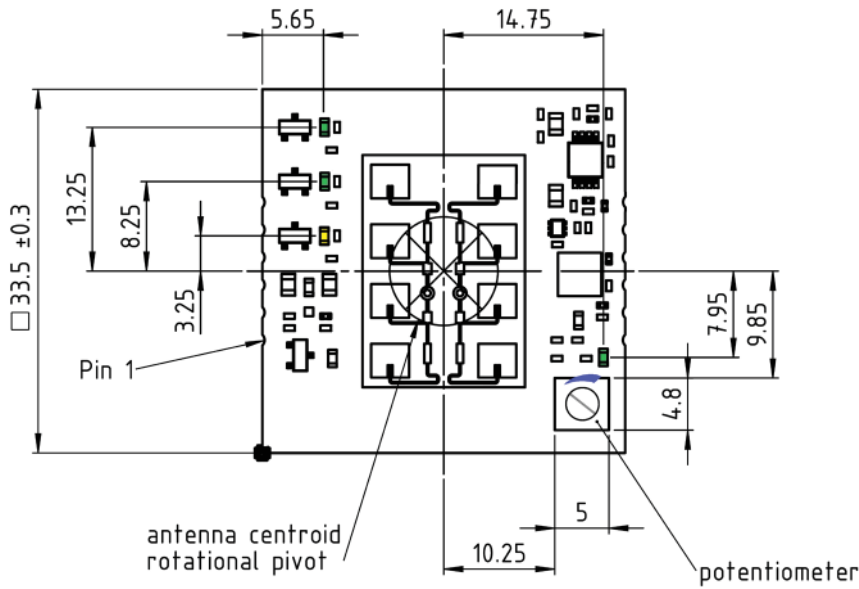 5.65
14.75
□ 33.5 ±0.3
13.25
8.25
3.25
7.95
9.85
4.8
Pin 1
5
10.25
antenna centroid
rotational pivot
potentiometer